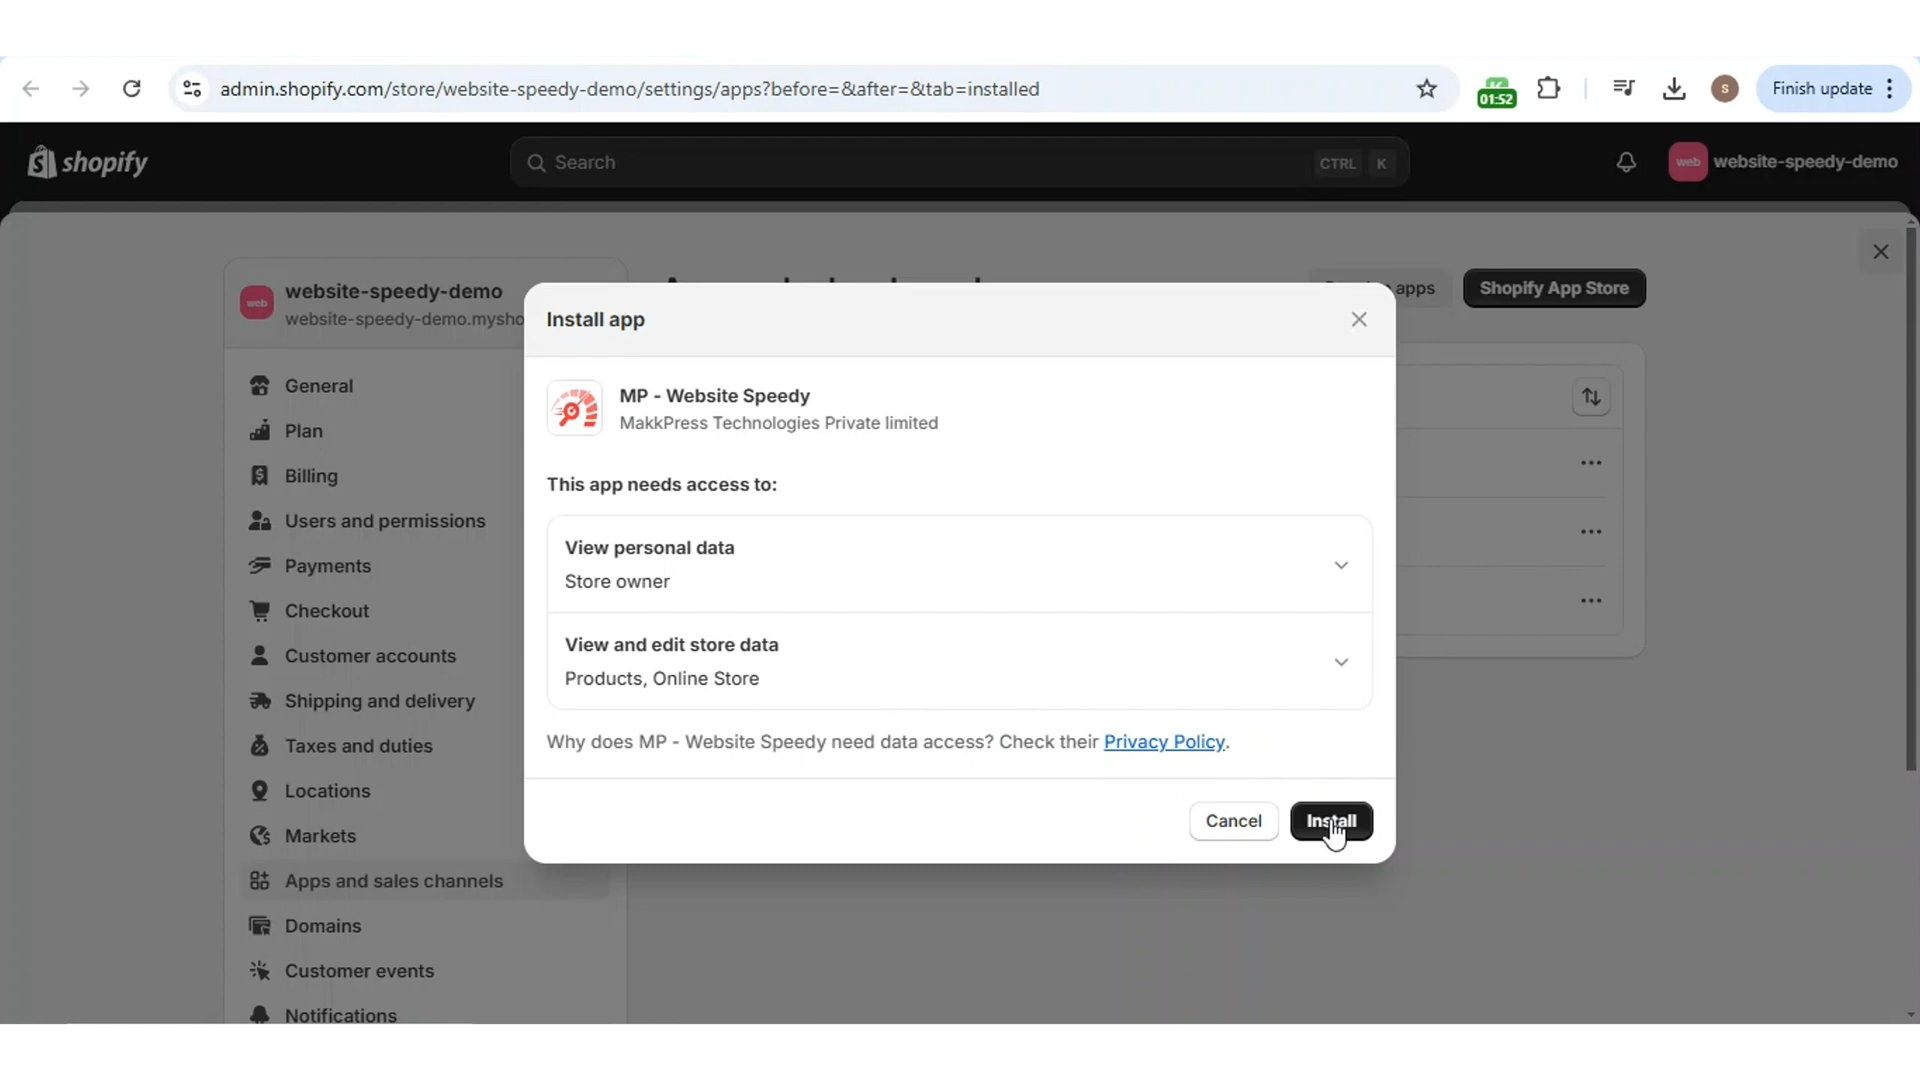 admin.shopify.com/store/website-speedy-demo/settings/apps?before=&after=&tab=installed
01:52
S
Finish update
shopify
Search
CTRL K
web
website-speedy-demo
web
website-speedy-demo
website-speedy-demo.mysho
apps
Shopify App Store
Install app
MP - Website Speedy
MakkPress Technologies Private limited
This app needs access to:
View personal data
Store owner
View and edit store data
Products, Online Store
Why does MP - Website Speedy need data access? Check their Privacy Policy.
Cancel
Install
General
Plan
Billing
Users and permissions
Payments
Checkout
Customer accounts
Shipping and delivery
Taxes and duties
Locations
Markets
Apps and sales channels
Domains
Customer events
Notifications